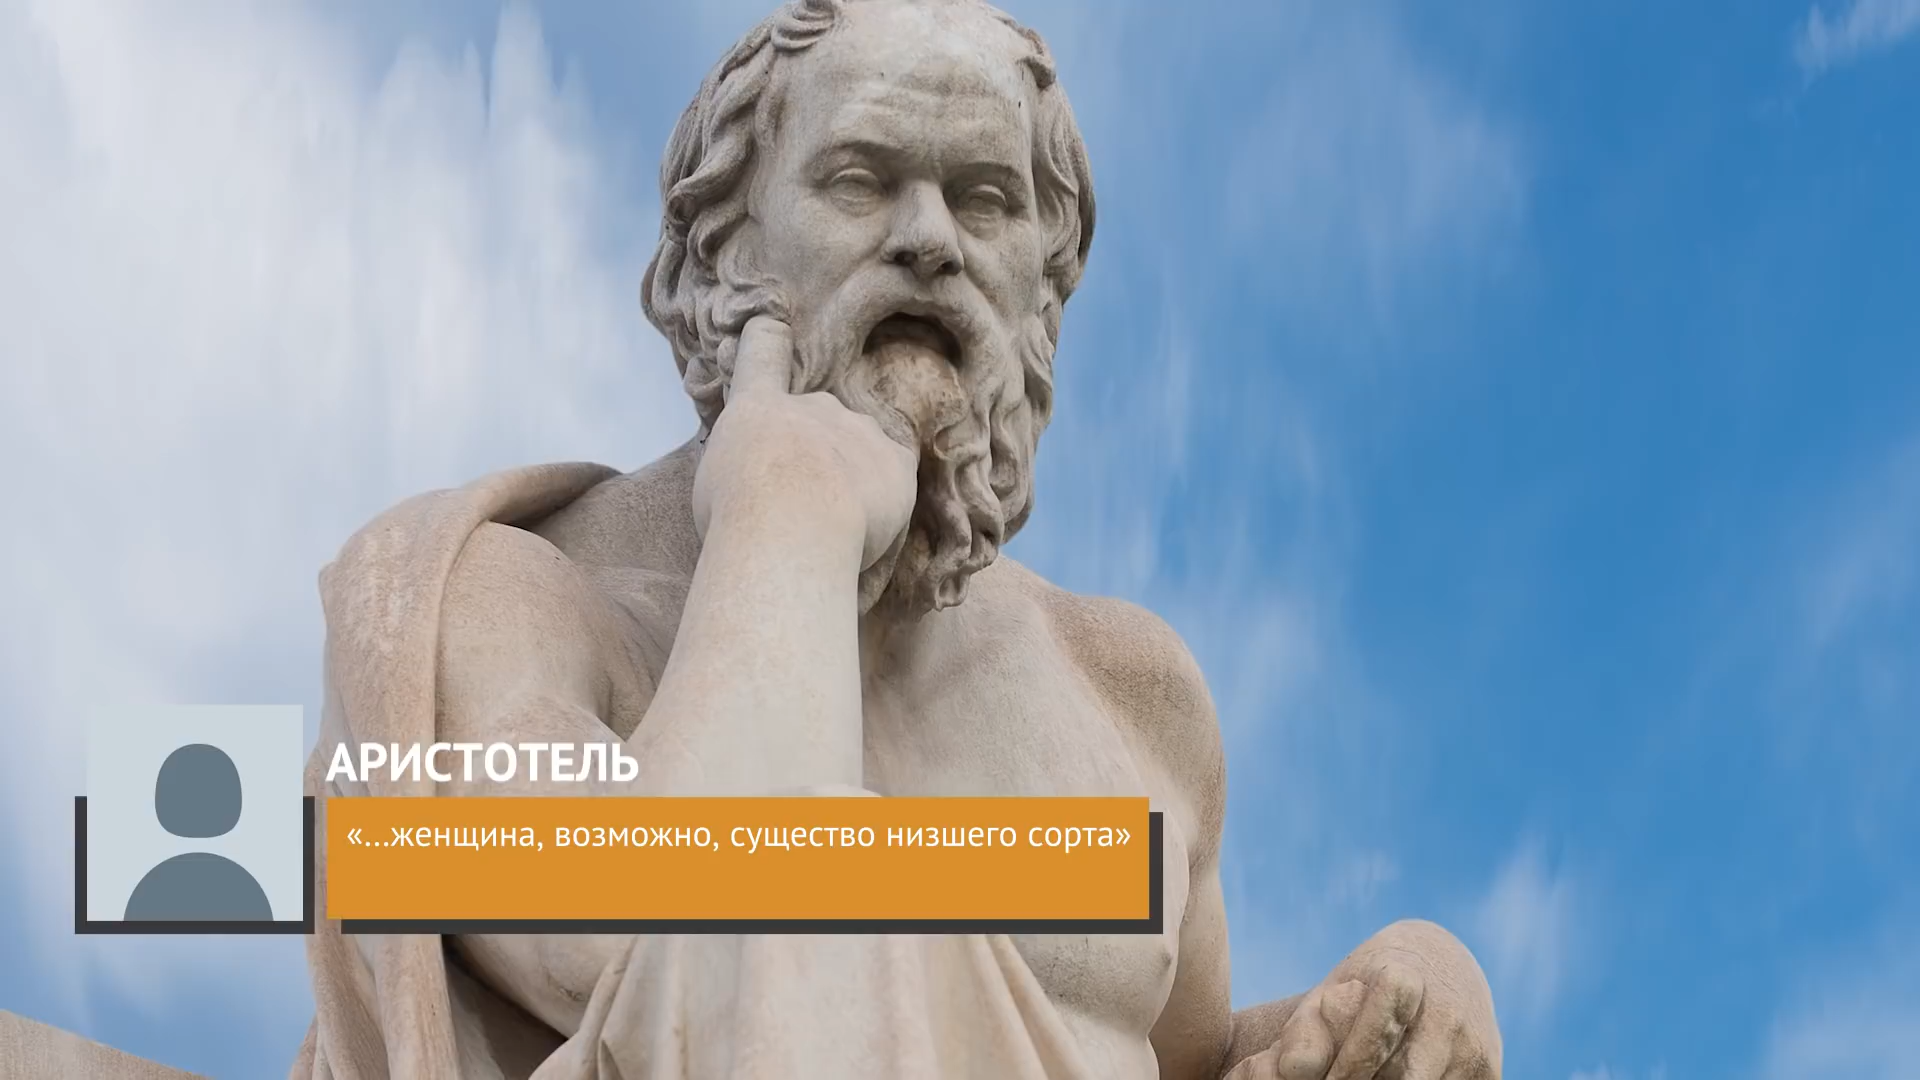 АРИСТОТЕЛЬ
«...женщина, возможно, существо низшего сорта»